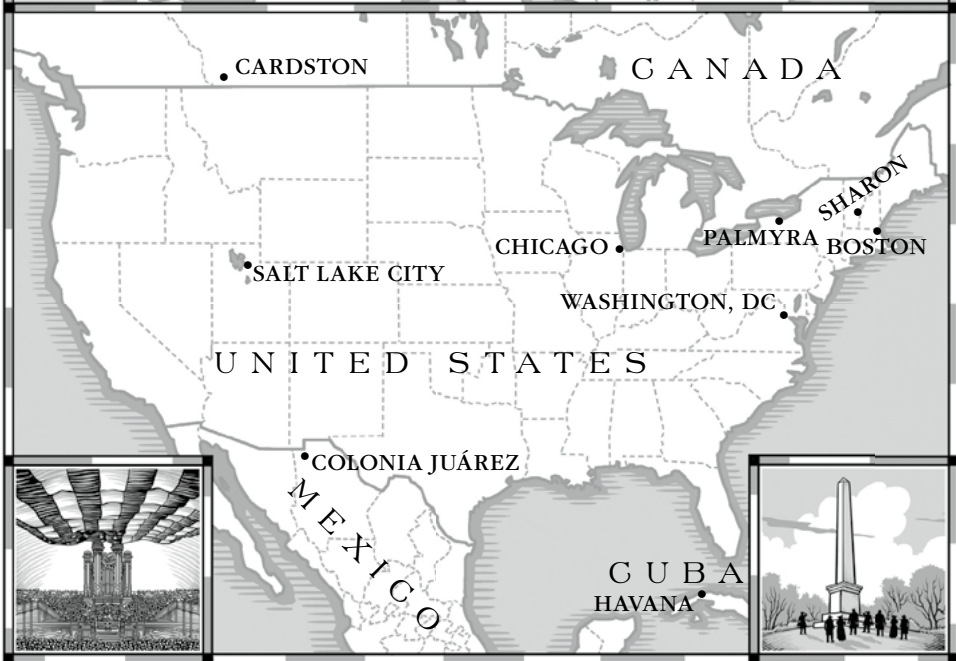 CARDSTON
CANADA
SHARON
PALMYRA
BOSTON
CHICAGO
SALT LAKE CITY
WASHINGTON, DC
UNITED STATES
COLONIA JUÁREZ
MEXICO
CUBA
HAVANA